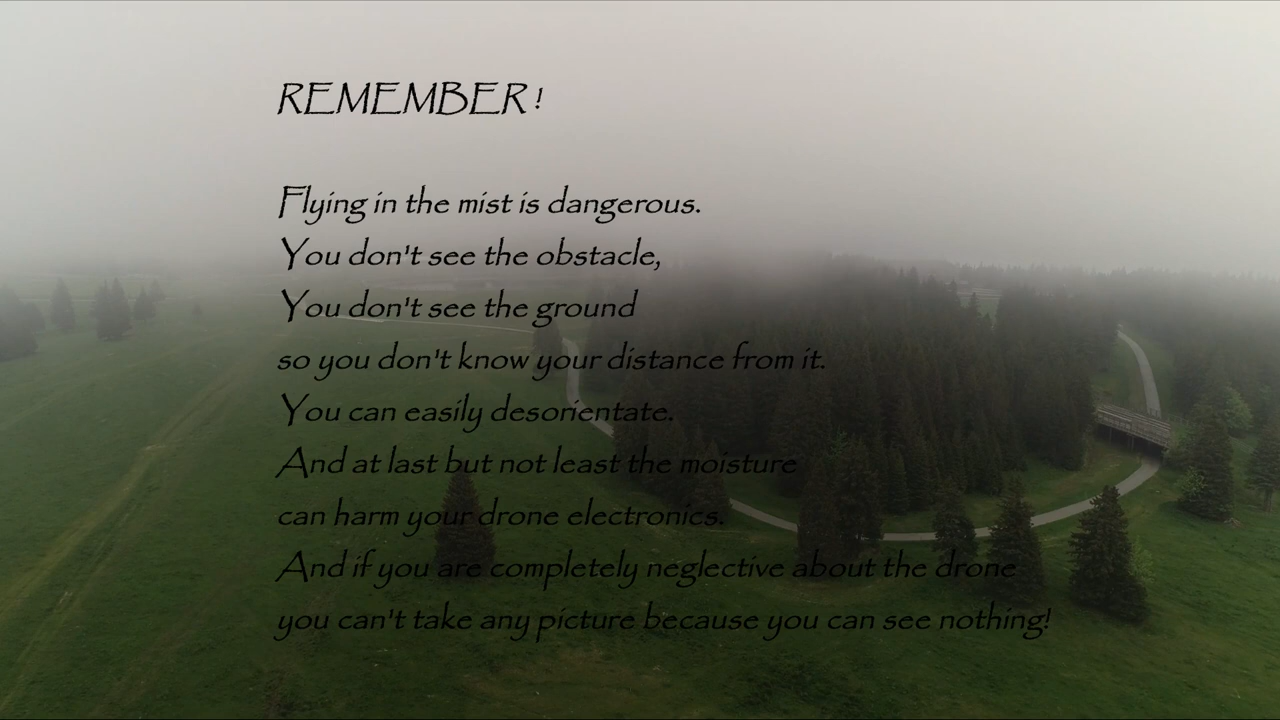 REMEMBER !
Flying in the mist is dangerous.
You don't see the obstacle,
You don't see the ground
so you don't know your distance from it.
You can easily desorientate.
And at last but not least the moisture
can harm your drone electronics.
And if you are completely neglective about the drone
you can't take any picture because you can see nothing!